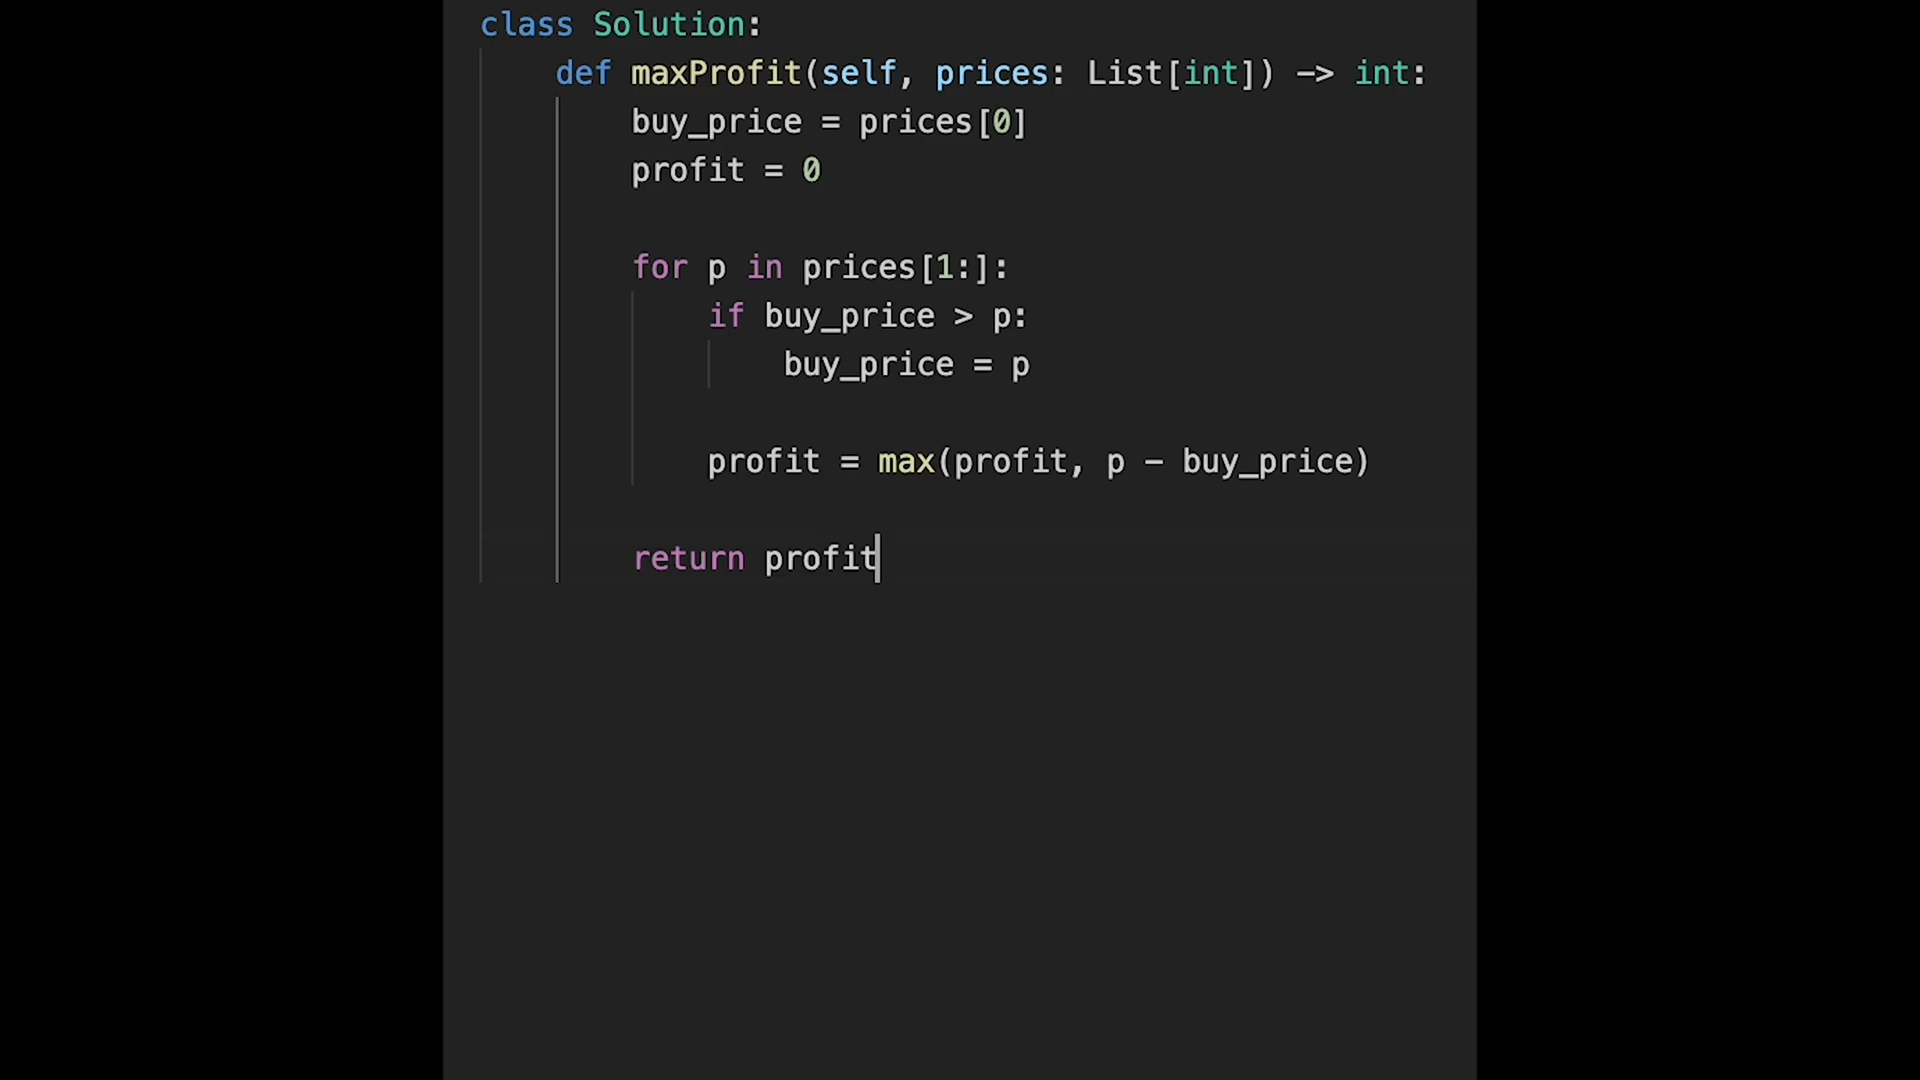 class Solution:
    def maxProfit(self, prices: List[int]) -> int:
        buy_price = prices[0]
        profit = 0

        for p in prices[1:]:
            if buy_price > p:
                buy_price = p

            profit = max(profit, p - buy_price)

        return profit